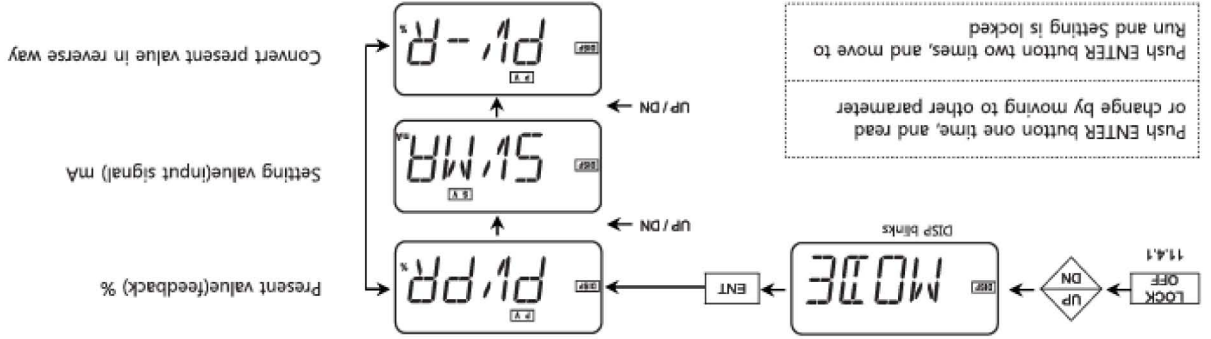 LOCK
OFF
11.4.1
UP
DN
DISP
MODE
DISP blinks
ENT
PV
DISP
PVPR
%
Present value(feedback) %
UP / DN
SV
DISP
SVMA
mA
Setting value(input signal) mA
UP / DN
PV
DISP
PV-R
%
Convert present value in reverse way
Push ENTER button one time, and read
or change by moving to other parameter
Push ENTER button two times, and move to
Run and Setting is locked